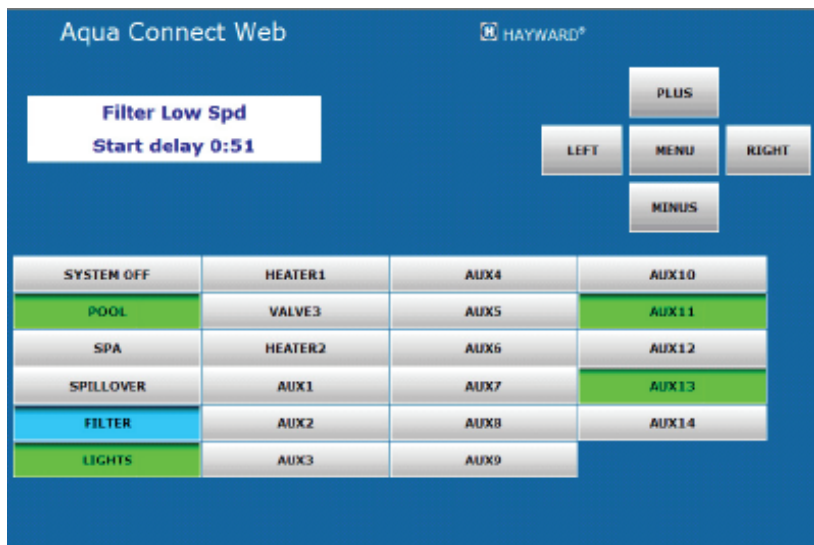 Aqua Connect Web
H HAYWARD®
Filter Low Spd
Start delay 0:51
PLUS
LEFT MENU RIGHT
MINUS
SYSTEM OFF HEATER1 AUX4 AUX10
POOL VALVE3 AUX5 AUX11
SPA HEATER2 AUX6 AUX12
SPILLOVER AUX1 AUX7 AUX13
FILTER AUX2 AUX8 AUX14
LIGHTS AUX3 AUX9